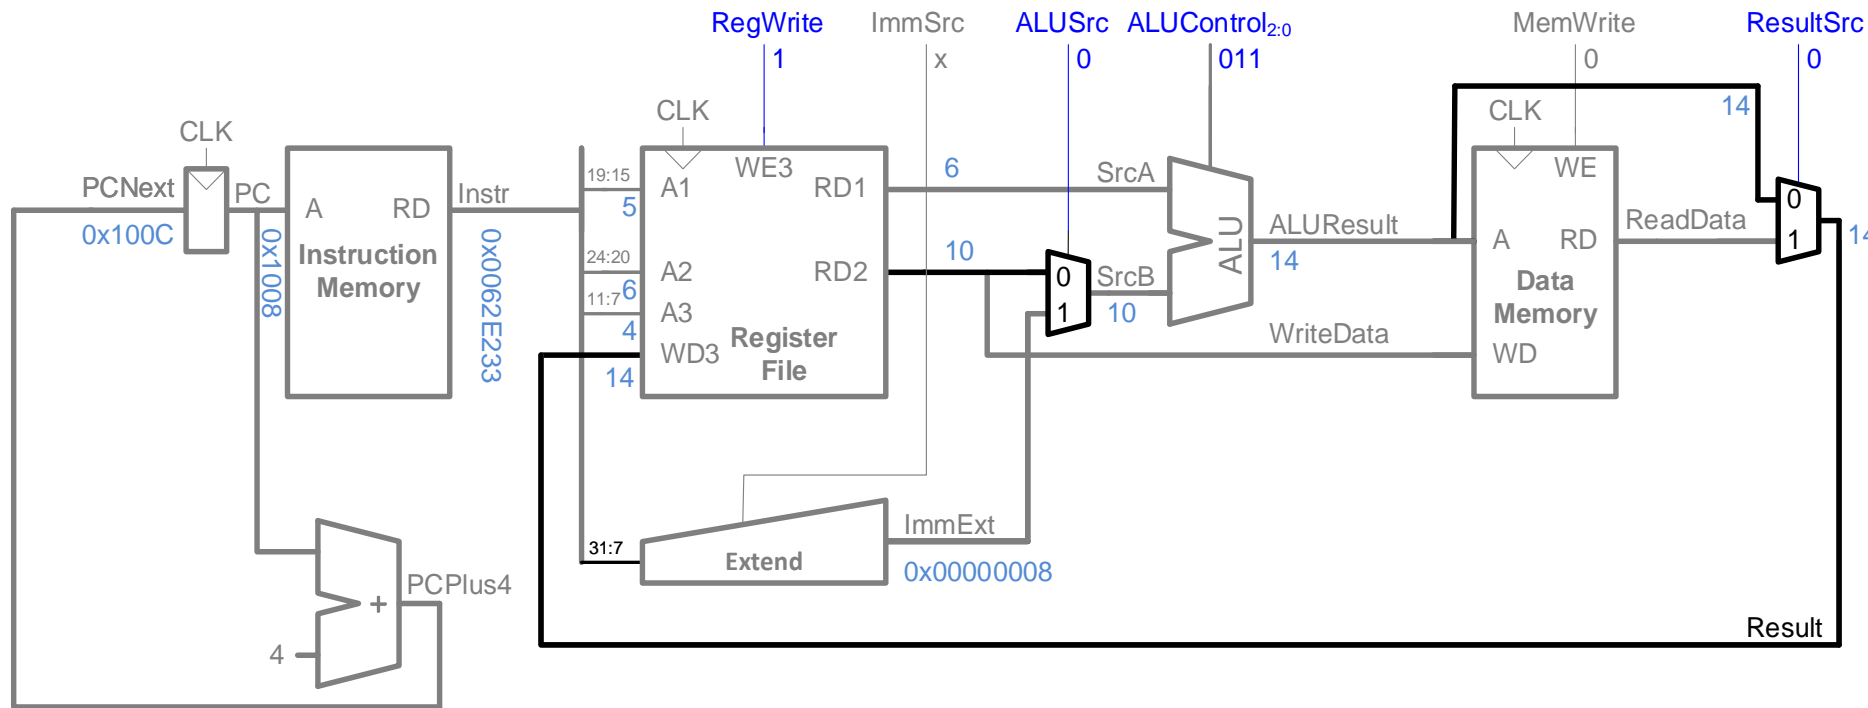 RegWrite
ImmSrc
ALUSrc
ALUControl2:0
MemWrite
ResultSrc
1
x
0
011
0
0
CLK
CLK
CLK
14
PCNext
PC
Instr
19:15
A1
WE3
RD1
6
SrcA
WE
0
A
RD
5
ALUResult
ReadData
0x100C
0x1008
Instruction
Memory
0x0062E233
24:20
A2
RD2
10
0
SrcB
ALU
14
A
RD
1
14
6
11:7
A3
1
10
Data
Memory
4
Register
File
WriteData
WD3
WD
14
31:7
Extend
ImmExt
0x00000008
PCPlus4
+
4
Result